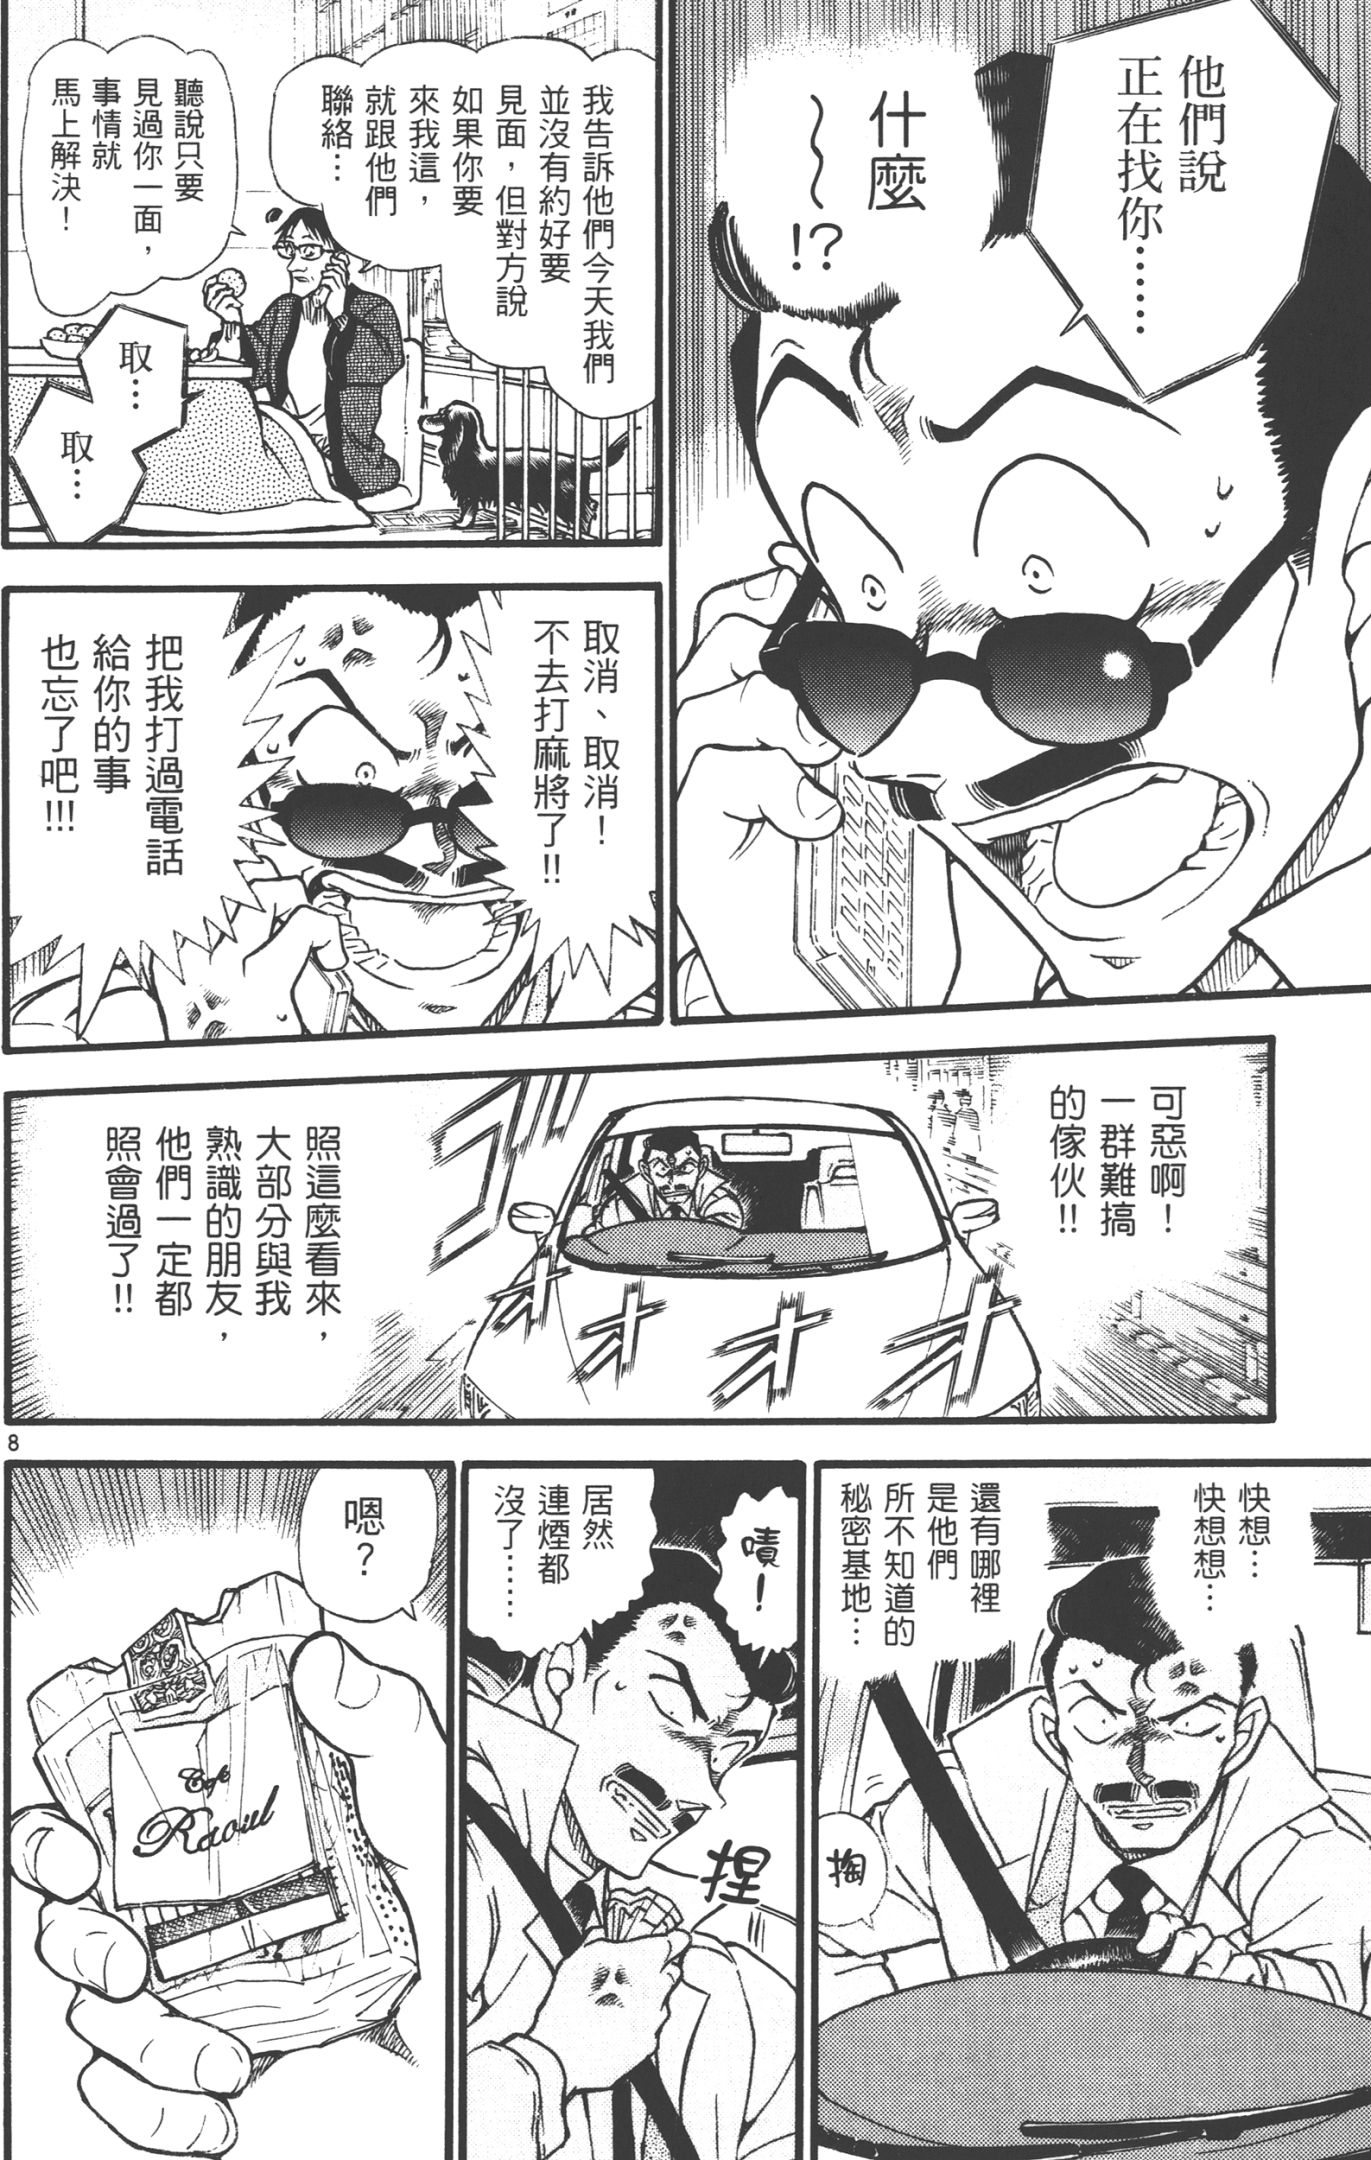 他們說
正在找你……
什麼
～～!?
我告訴他們今天我們
並沒有約好要
見面，但對方說
如果你要
來我這，
就跟他們
聯絡…
聽說只要
見過你一面，
事情就
馬上解決！
取…
取…
取消、取消！
不去打麻將了!!
把我打過電話
給你的事
也忘了吧!!!
可惡啊！
一群難搞
的傢伙!!
ブ
オオオオ
照這麼看來，
大部分與我
熟識的朋友，
他們一定都
照會過了!!
8
快想…
快想想…
還有哪裡
是他們
所不知道的
秘密基地…
掏
嘖！
居然
連煙都
沒了……
捏
嗯？
Cafe
Raoul